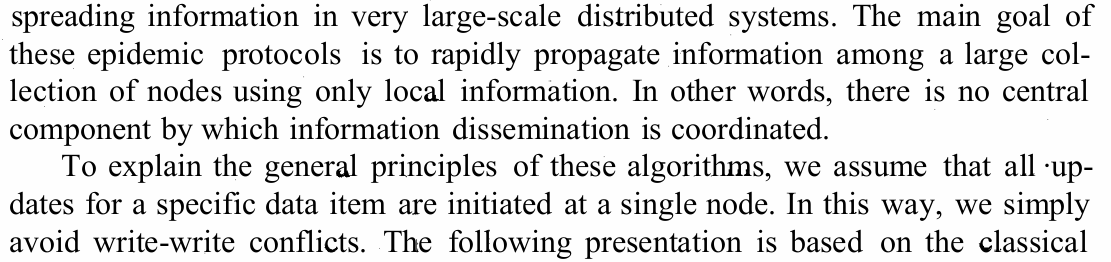 spreading information in very large-scale distributed systems. The main goal of
these epidemic protocols is to rapidly propagate information among a large col-
lection of nodes using only local information. In other words, there is no central
component by which information dissemination is coordinated.
To explain the general principles of these algorithms, we assume that all ·up-
dates for a specific data item are initiated at a single node. In this way, we simply
avoid write-write conflicts. The following presentation is based on the classical